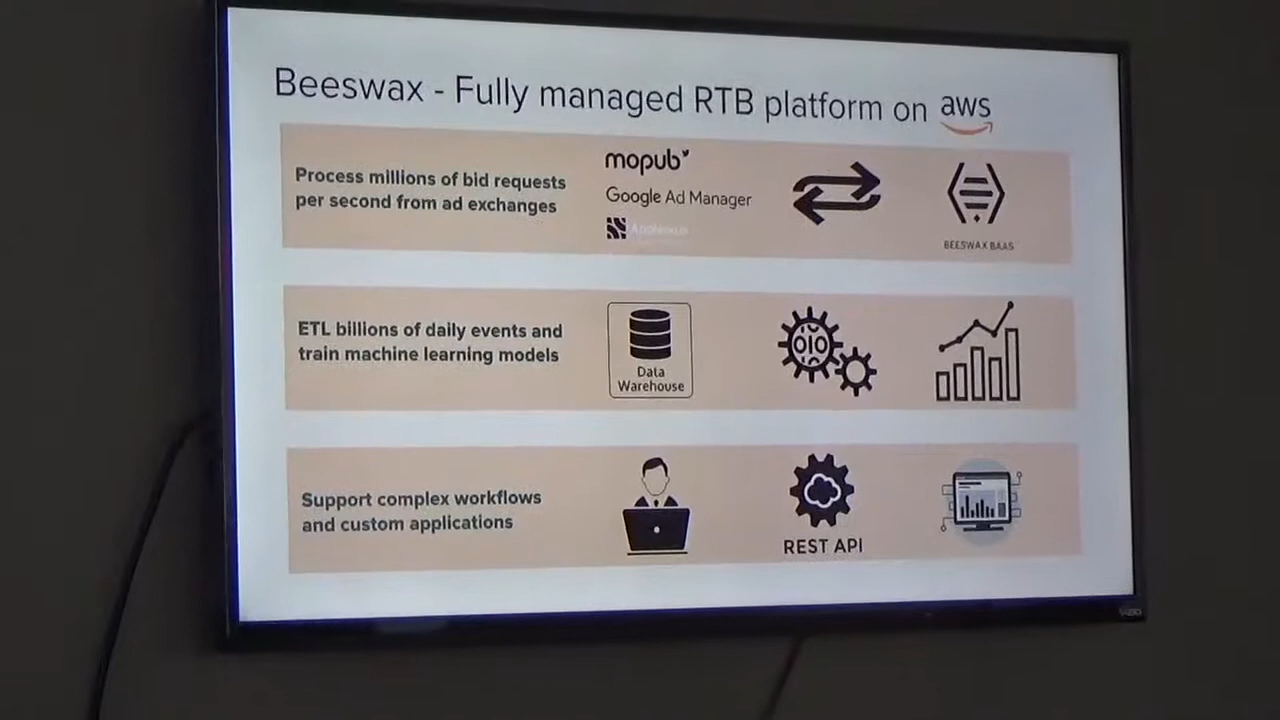 Beeswax - Fully managed RTB platform on aws
Process millions of bid requests
per second from ad exchanges
mopub
Google Ad Manager
AppNexus
BEESWAX BAAS
ETL billions of daily events and
train machine learning models
Data
Warehouse
Support complex workflows
and custom applications
REST API
VIZIO